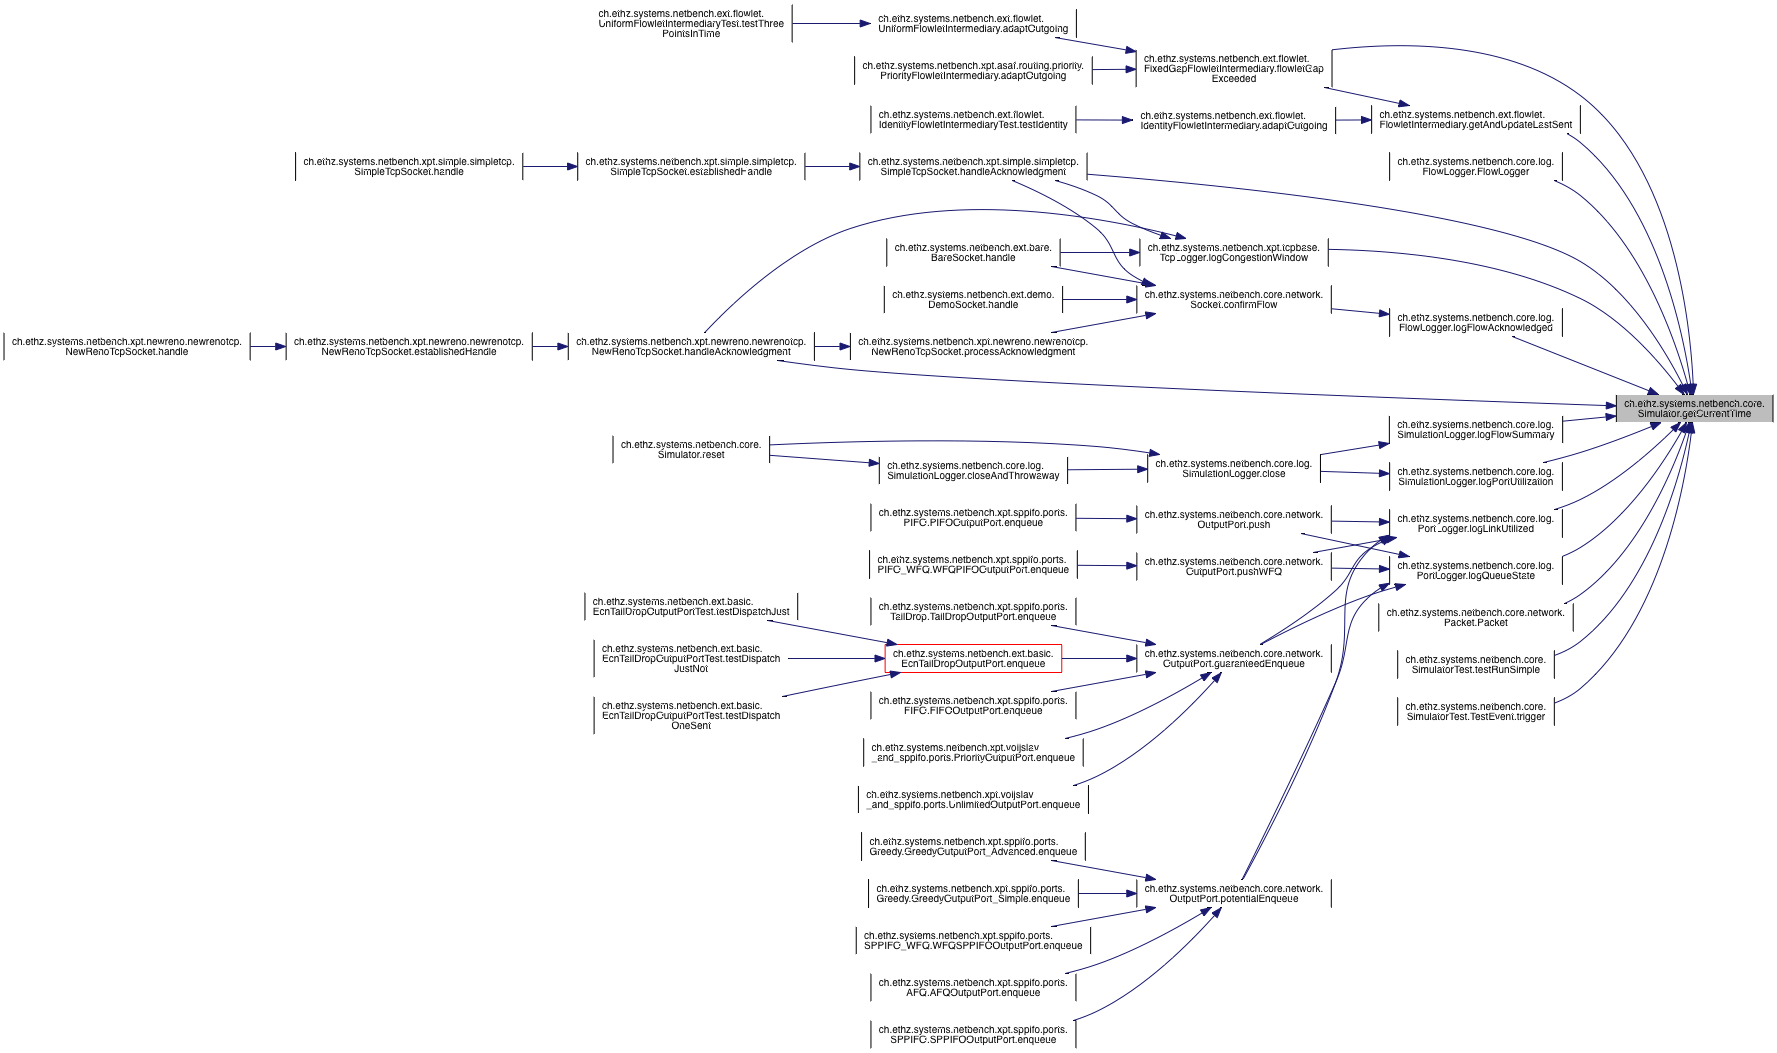 ch.ethz.systems.netbench.ext.flowlet.
UniformFlowletIntermediaryTest.testThree
PointsInTime
ch.ethz.systems.netbench.ext.flowlet.
UniformFlowletIntermediary.adaptOutgoing
ch.ethz.systems.netbench.xpt.asaf.routing.priority.
PriorityFlowletIntermediary.adaptOutgoing
ch.ethz.systems.netbench.ext.flowlet.
FixedGapFlowletIntermediary.flowletGap
Exceeded
ch.ethz.systems.netbench.ext.flowlet.
IdentityFlowletIntermediaryTest.testIdentity
ch.ethz.systems.netbench.ext.flowlet.
IdentityFlowletIntermediary.adaptOutgoing
ch.ethz.systems.netbench.ext.flowlet.
FlowletIntermediary.getAndUpdateLastSent
ch.ethz.systems.netbench.xpt.simple.simpletcp.
SimpleTcpSocket.handle
ch.ethz.systems.netbench.xpt.simple.simpletcp.
SimpleTcpSocket.establishedHandle
ch.ethz.systems.netbench.xpt.simple.simpletcp.
SimpleTcpSocket.handleAcknowledgment
ch.ethz.systems.netbench.core.log.
FlowLogger.FlowLogger
ch.ethz.systems.netbench.ext.bare.
BareSocket.handle
ch.ethz.systems.netbench.xpt.tcpbase.
TcpLogger.logCongestionWindow
ch.ethz.systems.netbench.ext.demo.
DemoSocket.handle
ch.ethz.systems.netbench.core.network.
Socket.confirmFlow
ch.ethz.systems.netbench.core.log.
FlowLogger.logFlowAcknowledged
ch.ethz.systems.netbench.xpt.newreno.newrenotcp.
NewRenoTcpSocket.handle
ch.ethz.systems.netbench.xpt.newreno.newrenotcp.
NewRenoTcpSocket.establishedHandle
ch.ethz.systems.netbench.xpt.newreno.newrenotcp.
NewRenoTcpSocket.handleAcknowledgment
ch.ethz.systems.netbench.xpt.newreno.newrenotcp.
NewRenoTcpSocket.processAcknowledgment
ch.ethz.systems.netbench.core.
Simulator.getCurrentTime
ch.ethz.systems.netbench.core.
Simulator.reset
ch.ethz.systems.netbench.core.log.
SimulationLogger.closeAndThrowaway
ch.ethz.systems.netbench.core.log.
SimulationLogger.close
ch.ethz.systems.netbench.core.log.
SimulationLogger.logFlowSummary
ch.ethz.systems.netbench.core.log.
SimulationLogger.logPortUtilization
ch.ethz.systems.netbench.xpt.sppifo.ports.
PIFO.PIFOOutputPort.enqueue
ch.ethz.systems.netbench.core.network.
OutputPort.push
ch.ethz.systems.netbench.core.log.
PortLogger.logLinkUtilized
ch.ethz.systems.netbench.xpt.sppifo.ports.
PIFO_WFQ.WFQPIFOOutputPort.enqueue
ch.ethz.systems.netbench.core.network.
OutputPort.pushWFQ
ch.ethz.systems.netbench.core.log.
PortLogger.logQueueState
ch.ethz.systems.netbench.ext.basic.
EcnTailDropOutputPortTest.testDispatchJust
ch.ethz.systems.netbench.xpt.sppifo.ports.
TailDrop.TailDropOutputPort.enqueue
ch.ethz.systems.netbench.core.network.
Packet.Packet
ch.ethz.systems.netbench.ext.basic.
EcnTailDropOutputPortTest.testDispatch
JustNot
ch.ethz.systems.netbench.ext.basic.
EcnTailDropOutputPort.enqueue
ch.ethz.systems.netbench.core.network.
OutputPort.guaranteedEnqueue
ch.ethz.systems.netbench.core.
SimulatorTest.testRunSimple
ch.ethz.systems.netbench.ext.basic.
EcnTailDropOutputPortTest.testDispatch
OneSent
ch.ethz.systems.netbench.xpt.sppifo.ports.
FIFO.FIFOOutputPort.enqueue
ch.ethz.systems.netbench.core.
SimulatorTest.TestEvent.trigger
ch.ethz.systems.netbench.xpt.voijslav
_and_sppifo.ports.PriorityOutputPort.enqueue
ch.ethz.systems.netbench.xpt.voijslav
_and_sppifo.ports.UnlimitedOutputPort.enqueue
ch.ethz.systems.netbench.xpt.sppifo.ports.
Greedy.GreedyOutputPort_Advanced.enqueue
ch.ethz.systems.netbench.xpt.sppifo.ports.
Greedy.GreedyOutputPort_Simple.enqueue
ch.ethz.systems.netbench.core.network.
OutputPort.potentialEnqueue
ch.ethz.systems.netbench.xpt.sppifo.ports.
SPPIFO_WFQ.WFQSPPIFOOutputPort.enqueue
ch.ethz.systems.netbench.xpt.sppifo.ports.
AFQ.AFQOutputPort.enqueue
ch.ethz.systems.netbench.xpt.sppifo.ports.
SPPIFO.SPPIFOOutputPort.enqueue